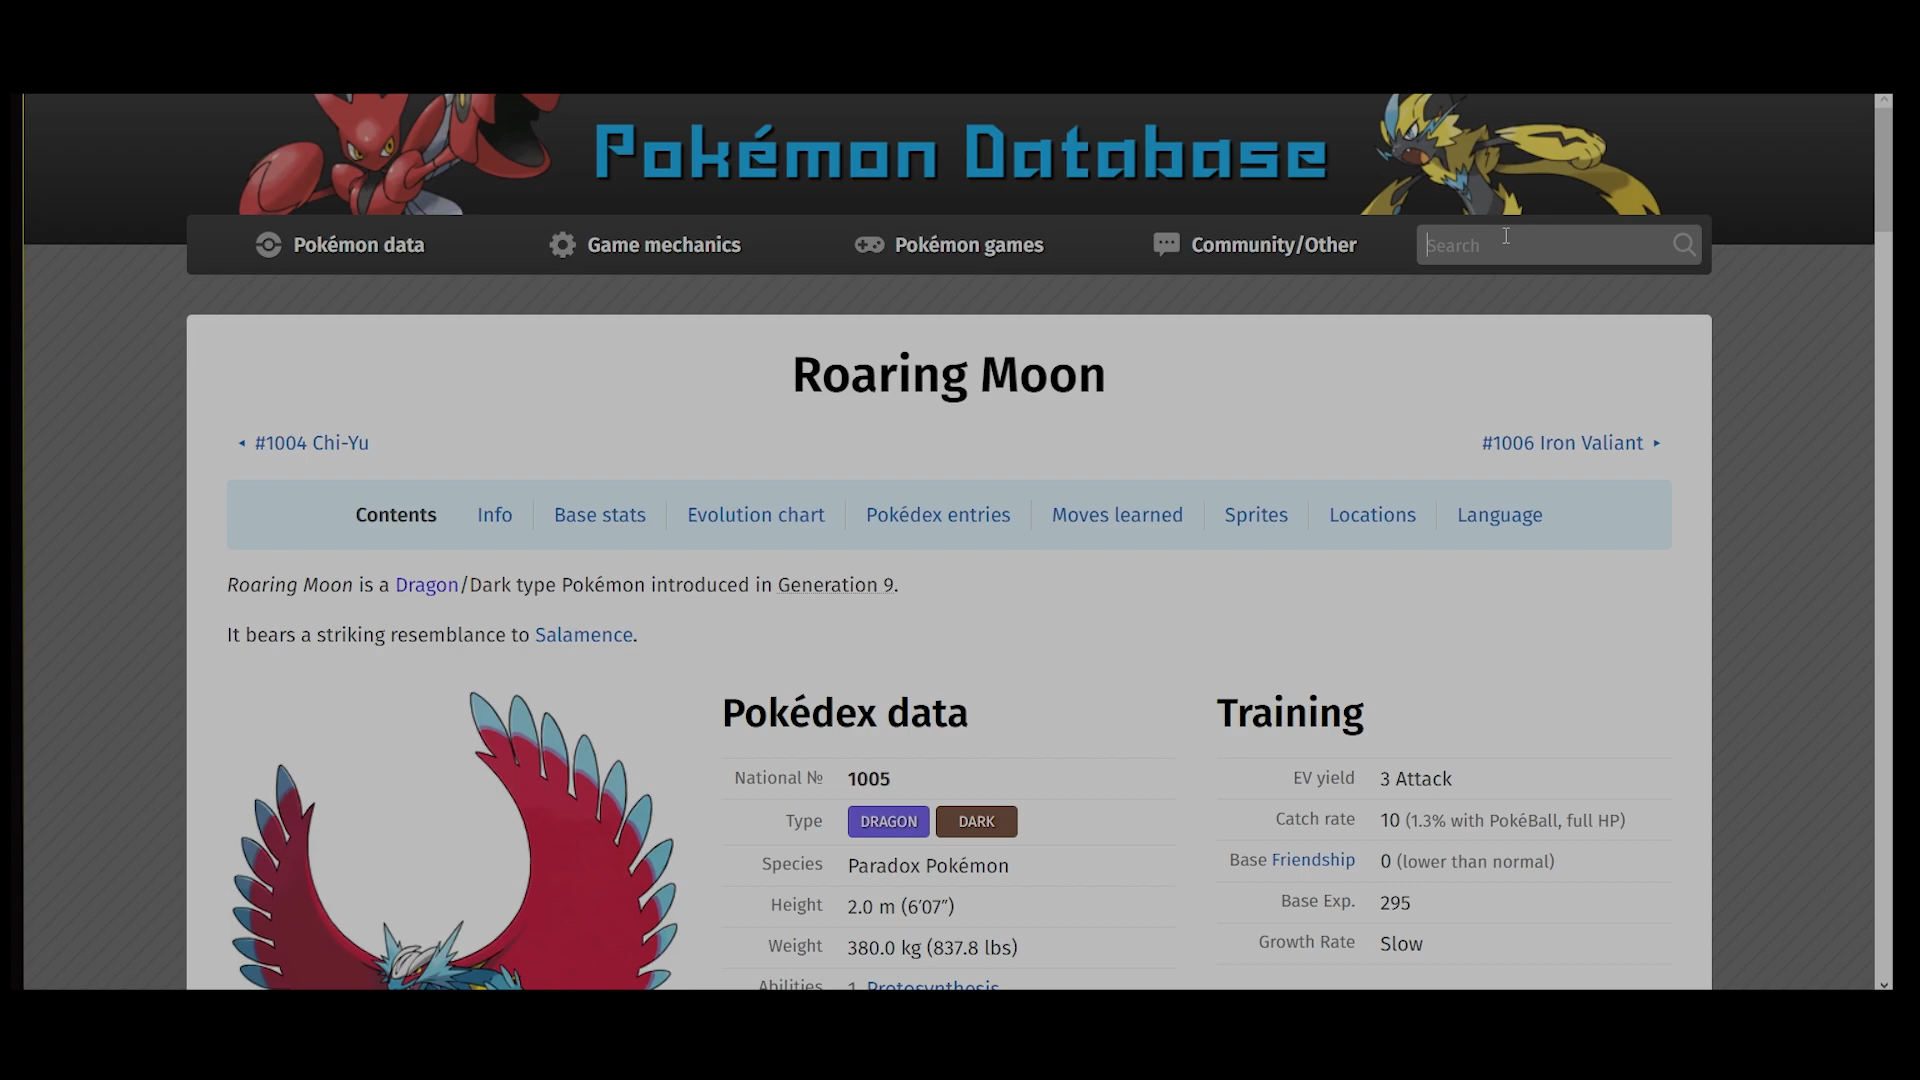 Pokémon Database
Pokémon data Game mechanics Pokémon games Community/Other Search
Roaring Moon
#1004 Chi-Yu #1006 Iron Valiant
Contents Info Base stats Evolution chart Pokédex entries Moves learned Sprites Locations Language
Roaring Moon is a Dragon/Dark type Pokémon introduced in Generation 9.
It bears a striking resemblance to Salamence.
Pokédex data
National № 1005
Type DRAGON DARK
Species Paradox Pokémon
Height 2.0 m (6′07″)
Weight 380.0 kg (837.8 lbs)
Abilities 1. Protosynthesis
Training
EV yield 3 Attack
Catch rate 10 (1.3% with PokéBall, full HP)
Base Friendship 0 (lower than normal)
Base Exp. 295
Growth Rate Slow